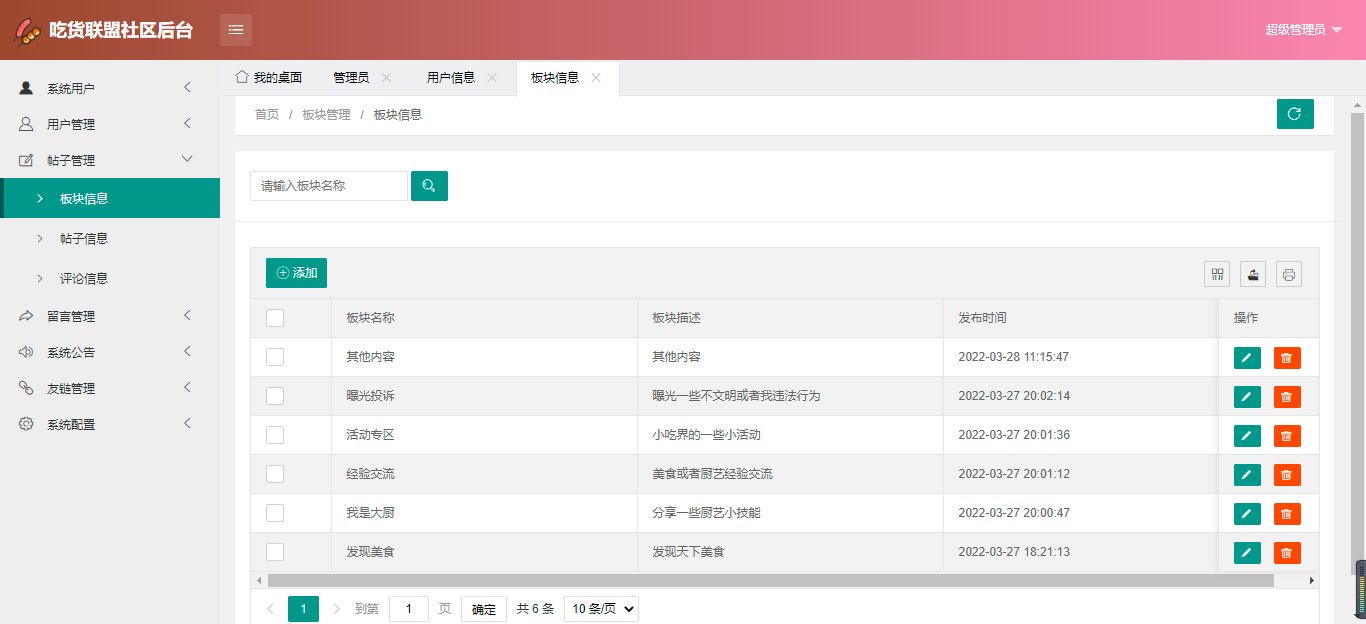 吃货联盟社区后台
超级管理员
系统用户
用户管理
帖子管理
板块信息
帖子信息
评论信息
留言管理
系统公告
友链管理
系统配置
我的桌面 管理员 用户信息 板块信息
首页 / 板块管理 / 板块信息
请输入板块名称
添加
板块名称 板块描述 发布时间 操作
其他内容 其他内容 2022-03-28 11:15:47
曝光投诉 曝光一些不文明或者我违法行为 2022-03-27 20:02:14
活动专区 小吃界的一些小活动 2022-03-27 20:01:36
经验交流 美食或者厨艺经验交流 2022-03-27 20:01:12
我是大厨 分享一些厨艺小技能 2022-03-27 20:00:47
发现美食 发现天下美食 2022-03-27 18:21:13
1 到第 1 页 确定 共 6 条 10 条/页